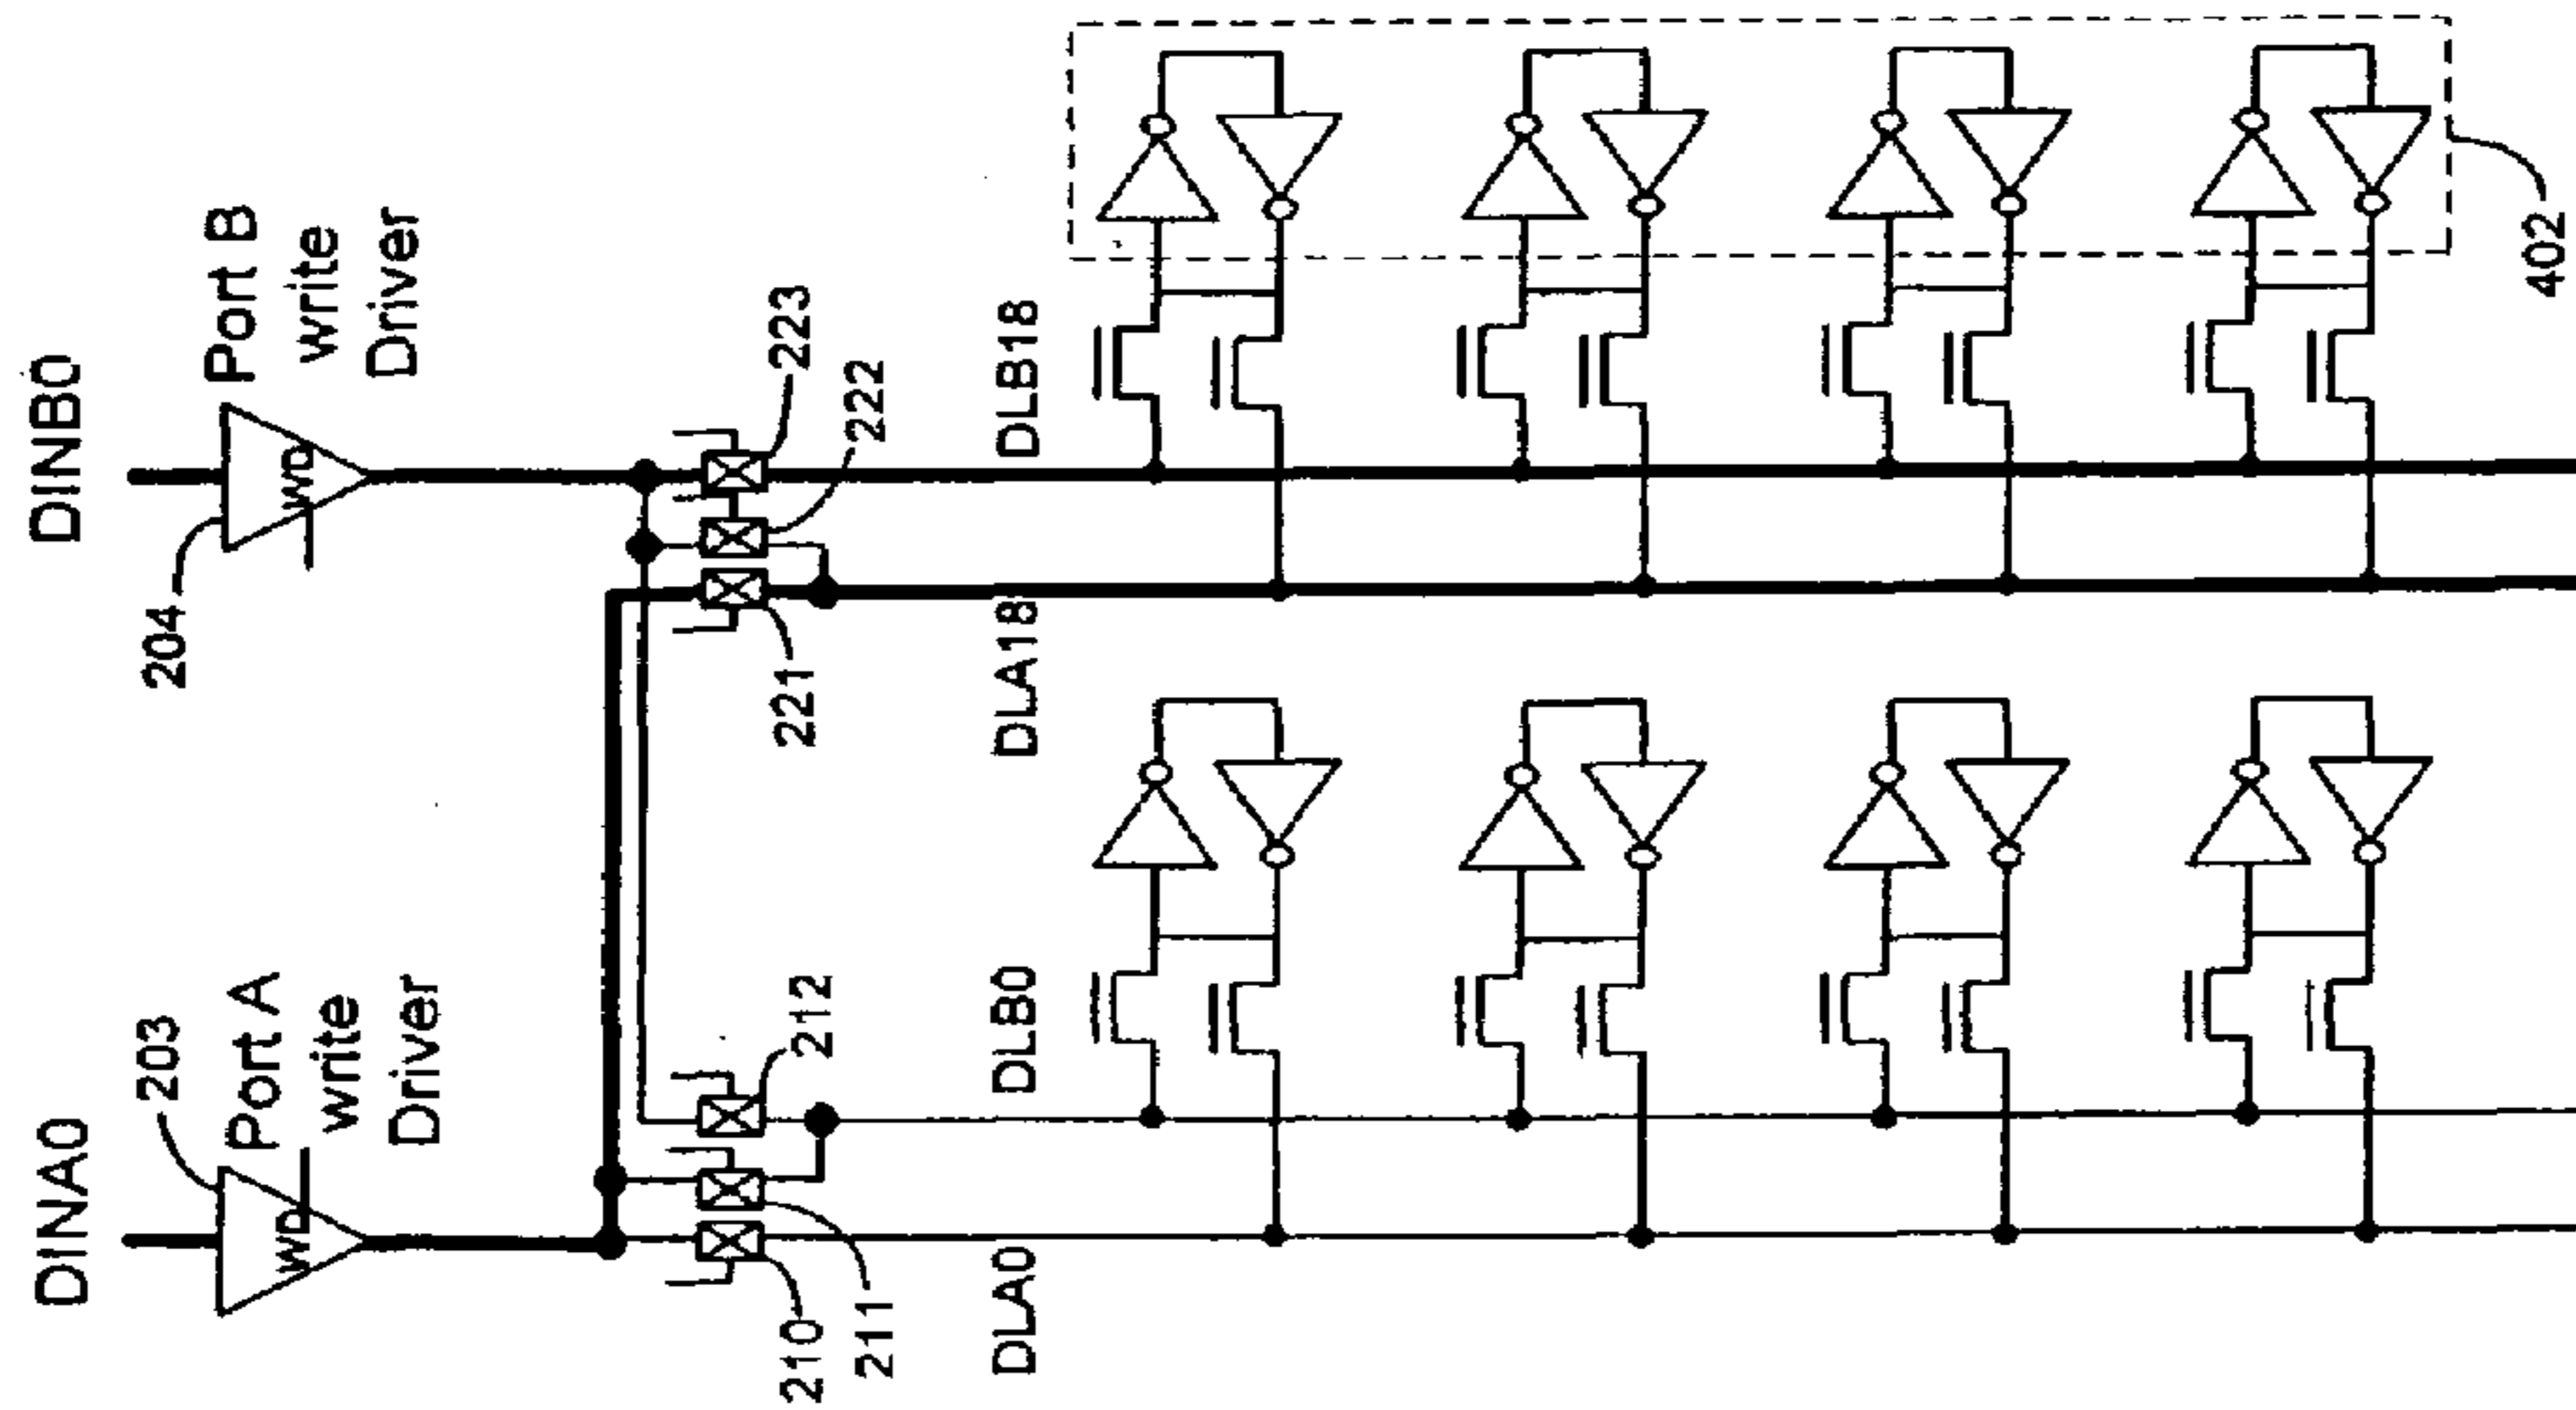 DINA0
203
WD
Port A
write
Driver
DINB0
204
WD
Port B
write
Driver
210
211
212
221
222
223
DLA0
DLB0
DLA18
DLB18
402